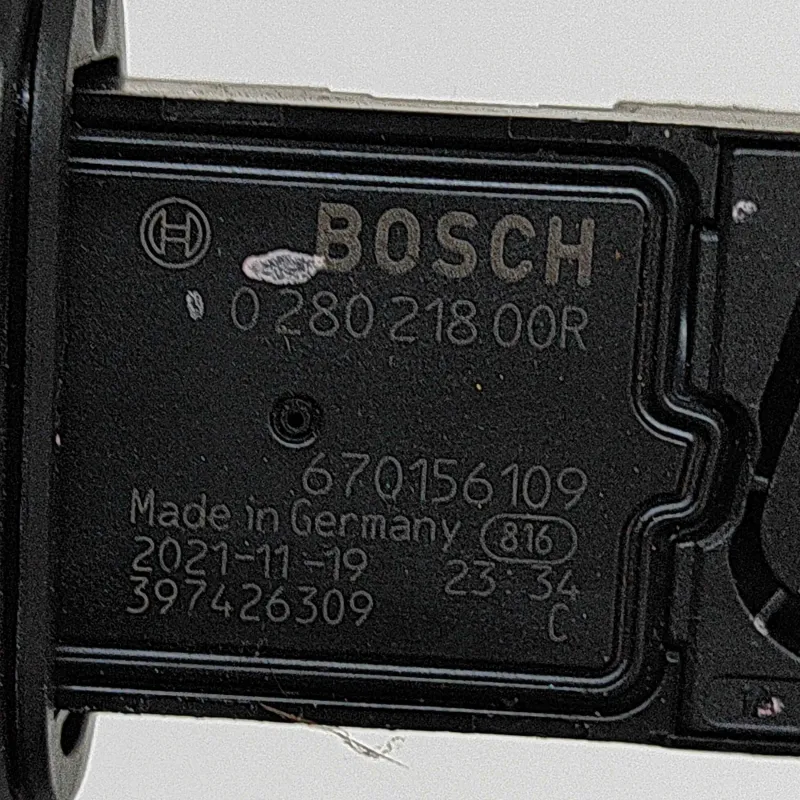 BOSCH
0 280 218 00R
670156109
Made in Germany 816
2021-11-19 23:34
397426309 C